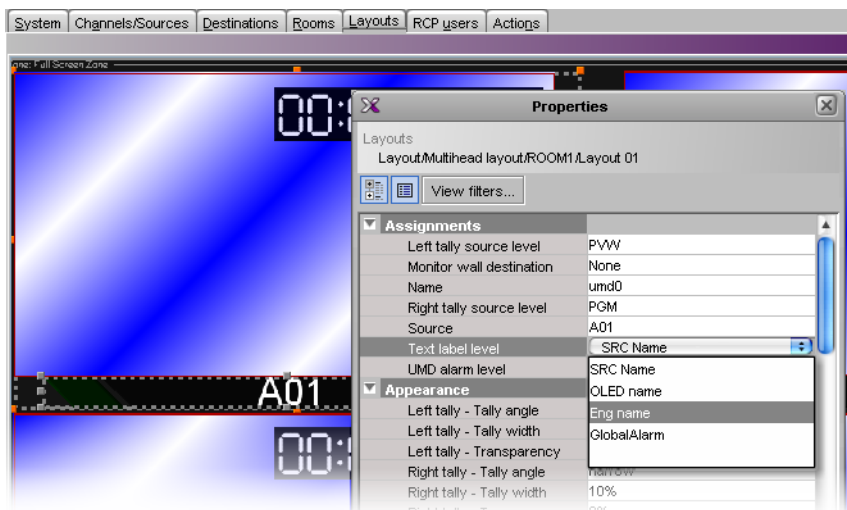 System Channels/Sources Destinations Rooms Layouts RCP users Actions
one: Full Screen Zone
00:
Properties
Layouts
Layout/Multihead layout/ROOM1/Layout 01
View filters...
Assignments
Left tally source level PVW
Monitor wall destination None
Name umd0
Right tally source level PGM
Source A01
Text label level SRC Name
UMD alarm level SRC Name
A01
Appearance OLED name
Left tally - Tally angle Eng name
Left tally - Tally width GlobalAlarm
Left tally - Transparency
00:
Right tally - Tally angle narrow
Right tally - Tally width 10%